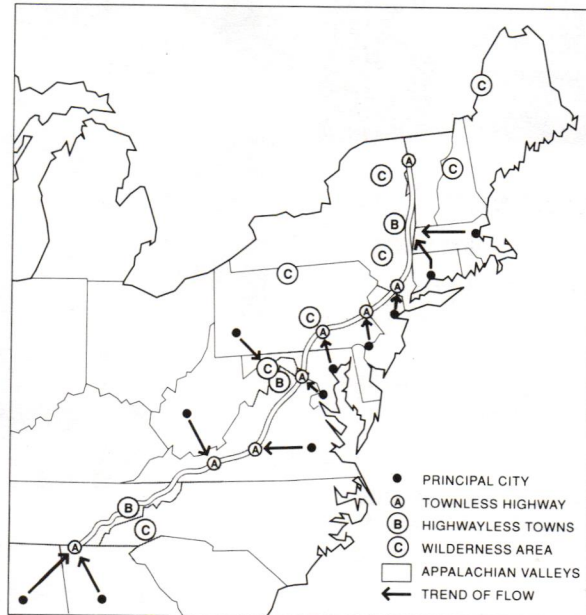 C
A
C
C
B
C
C
A
A
C
A
C
A
B
A
A
B
C
A
PRINCIPAL CITY
A TOWNLESS HIGHWAY
B HIGHWAYLESS TOWNS
C WILDERNESS AREA
APPALACHIAN VALLEYS
TREND OF FLOW